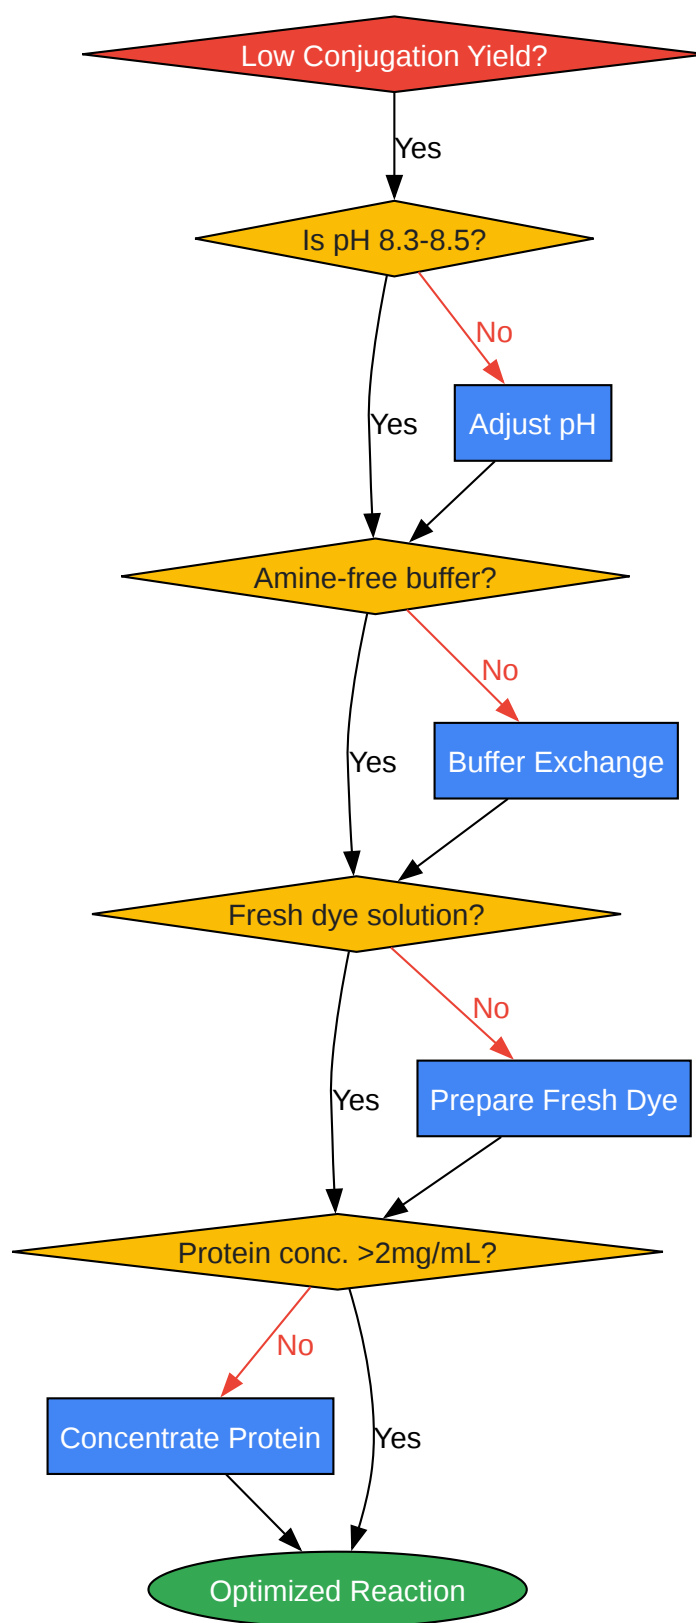 Low Conjugation Yield?
Yes
Is pH 8.3-8.5?
No
Yes
Adjust pH
Amine-free buffer?
No
Yes
Buffer Exchange
Fresh dye solution?
No
Yes
Prepare Fresh Dye
Protein conc. >2mg/mL?
No
Concentrate Protein
Yes
Optimized Reaction